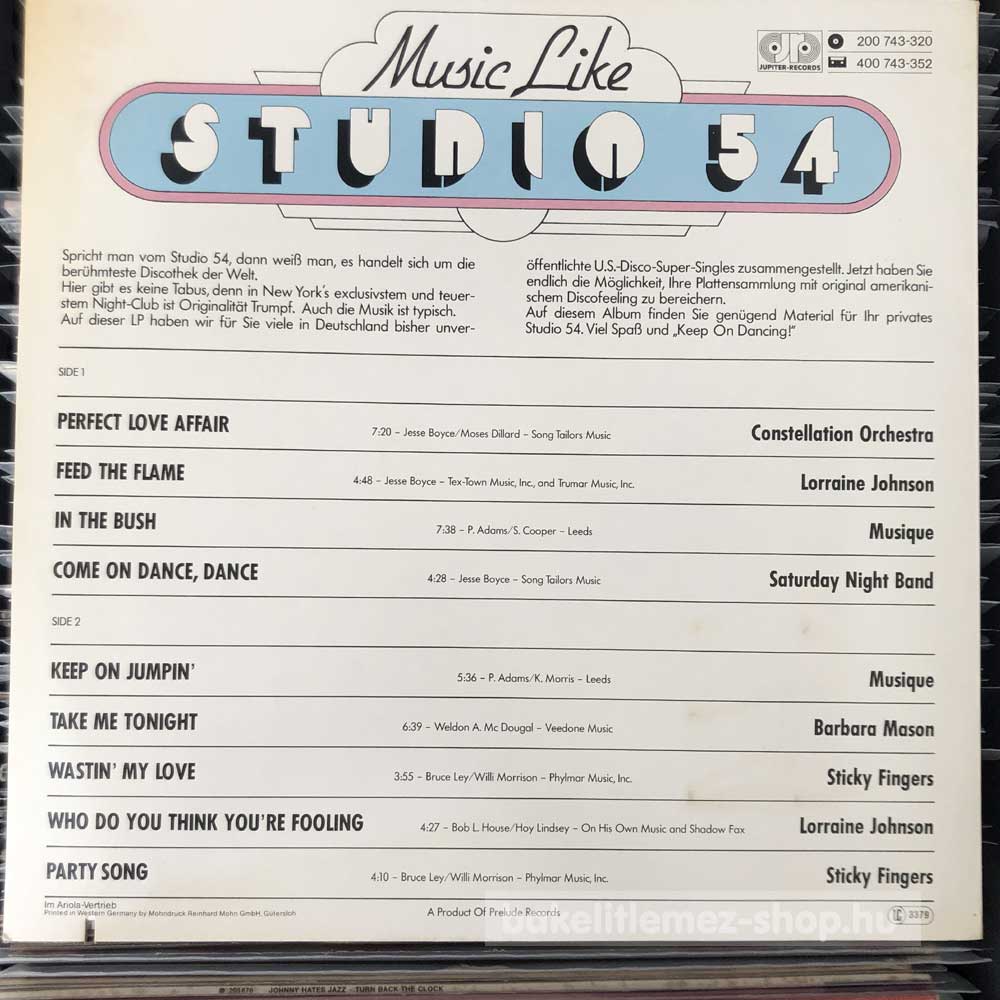 Music Like
STUDIO 54
JUPITER-RECORDS
200 743-320
400 743-352
Spricht man vom Studio 54, dann weiß man, es handelt sich um die
berühmteste Discothek der Welt.
Hier gibt es keine Tabus, denn in New York's exclusivstem und teuer-
stem Night-Club ist Originalität Trumpf. Auch die Musik ist typisch.
Auf dieser LP haben wir für Sie viele in Deutschland bisher unver-
öffentlichte U.S.-Disco-Super-Singles zusammengestellt. Jetzt haben Sie
endlich die Möglichkeit, Ihre Plattensammlung mit original amerikani-
schem Discofeeling zu bereichern.
Auf diesem Album finden Sie genügend Material für Ihr privates
Studio 54. Viel Spaß und „Keep On Dancing!"
SIDE 1
PERFECT LOVE AFFAIR 7:20 – Jesse Boyce/Moses Dillard – Song Tailors Music Constellation Orchestra
FEED THE FLAME 4:48 – Jesse Boyce – Tex-Town Music, Inc., and Trumar Music, Inc. Lorraine Johnson
IN THE BUSH 7:38 – P. Adams/S. Cooper – Leeds Musique
COME ON DANCE, DANCE 4:28 – Jesse Boyce – Song Tailors Music Saturday Night Band
SIDE 2
KEEP ON JUMPIN' 5:36 – P. Adams/K. Morris – Leeds Musique
TAKE ME TONIGHT 6:39 – Weldon A. Mc Dougal – Veedone Music Barbara Mason
WASTIN' MY LOVE 3:55 – Bruce Ley/Willi Morrison – Phylmar Music, Inc. Sticky Fingers
WHO DO YOU THINK YOU'RE FOOLING 4:27 – Bob L. House/Hoy Lindsey – On His Own Music and Shadow Fax Lorraine Johnson
PARTY SONG 4:10 – Bruce Ley/Willi Morrison – Phylmar Music, Inc. Sticky Fingers
Im Ariola-Vertrieb
Printed in Western Germany by Mohndruck Reinhard Mohn GmbH, Gütersloh
A Product Of Prelude Records
LC 3379
bakelitlemez-shop.hu
205876 JOHNNY HATES JAZZ - TURN BACK THE CLOCK